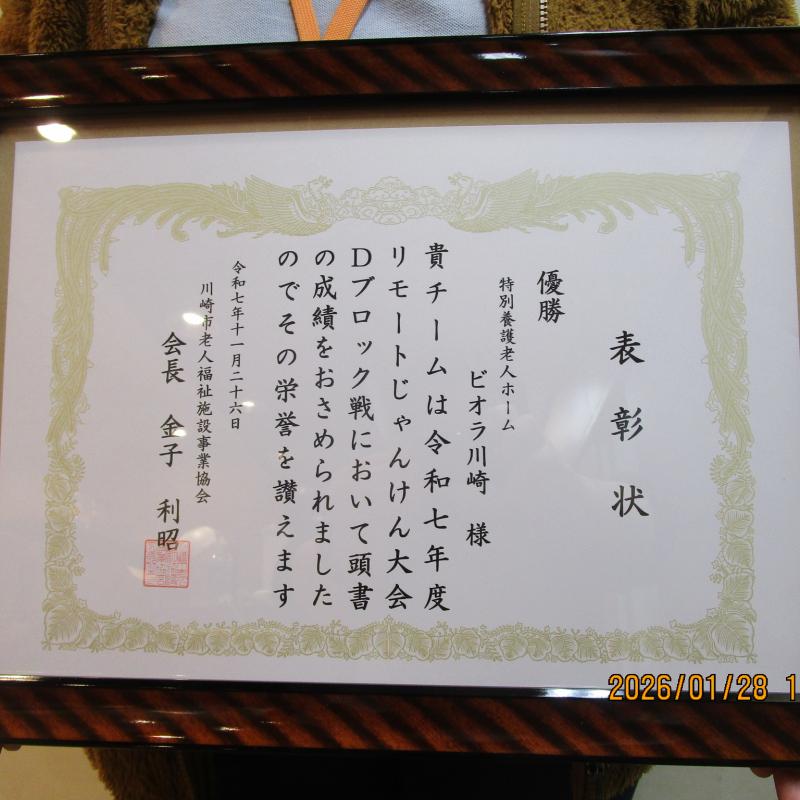 表彰状
優勝
特別養護老人ホーム
ビオラ川崎 様
貴チームは令和七年度
リモートじゃんけん大会
Dブロック戦において頭書
の成績をおさめられました
のでその栄誉を讃えます
令和七年十一月二十六日
川崎市老人福祉施設事業協会
会長 金子 利昭
2026/01/28 1